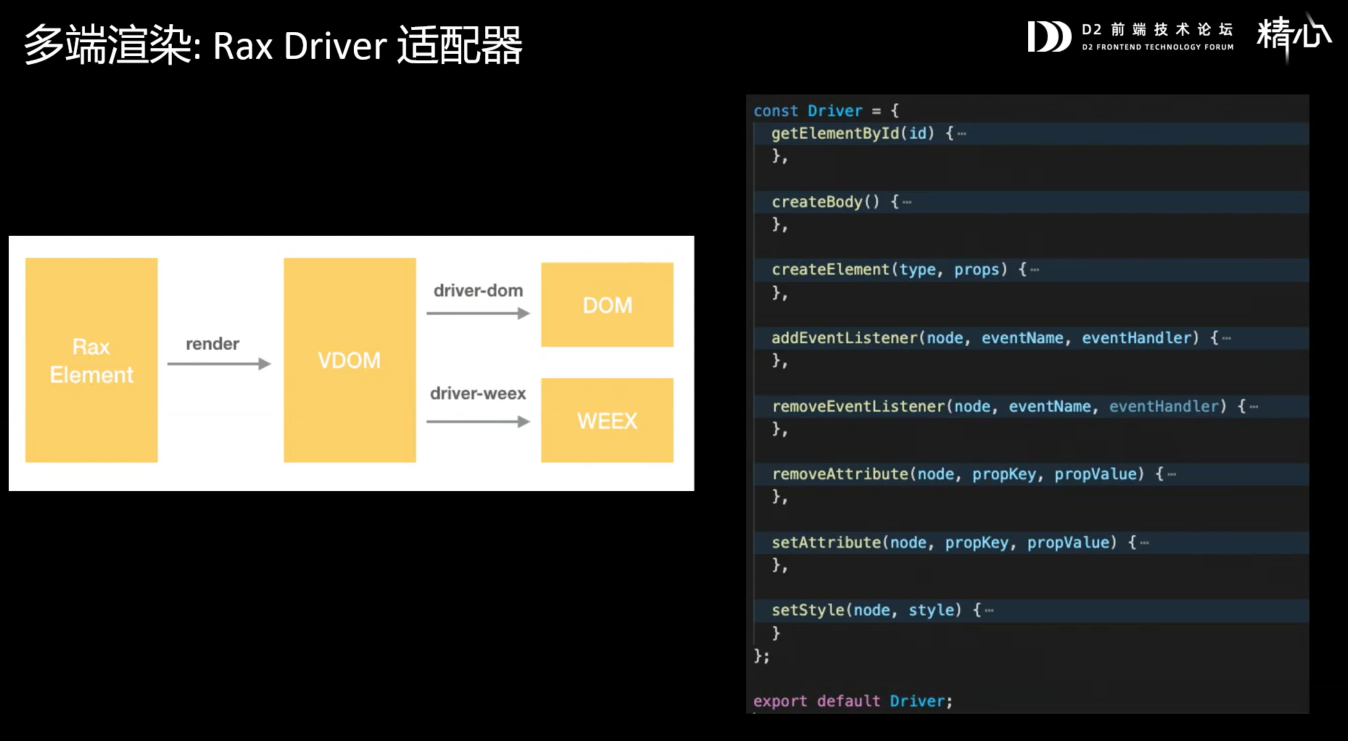 多端渲染: Rax Driver 适配器
D2 前端技术论坛
D2 FRONTEND TECHNOLOGY FORUM
精心
Rax
Element
render
VDOM
driver-dom
DOM
driver-weex
WEEX
const Driver = {
getElementById(id) {⋯
},
createBody() {⋯
},
createElement(type, props) {⋯
},
addEventListener(node, eventName, eventHandler) {⋯
},
removeEventListener(node, eventName, eventHandler) {⋯
},
removeAttribute(node, propKey, propValue) {⋯
},
setAttribute(node, propKey, propValue) {⋯
},
setStyle(node, style) {⋯
}
};
export default Driver;